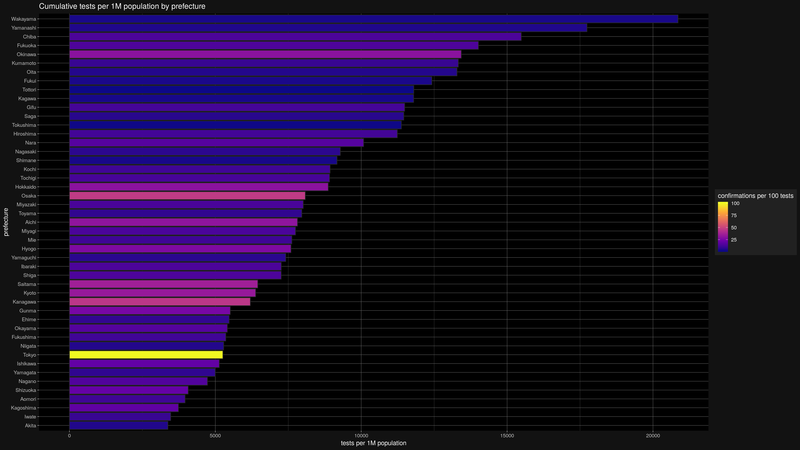 Cumulative tests per 1M population by prefecture
Wakayama
Yamanashi
Chiba
Fukuoka
Okinawa
Kumamoto
Oita
Fukui
Tottori
Kagawa
Gifu
Saga
Tokushima
Hiroshima
Nara
Nagasaki
Shimane
Kochi
Tochigi
Hokkaido
Osaka
Miyazaki
Toyama
Aichi
Miyagi
Mie
Hyogo
Yamaguchi
Ibaraki
Shiga
Saitama
Kyoto
Kanagawa
Gunma
Ehime
Okayama
Fukushima
Niigata
Tokyo
Ishikawa
Yamagata
Nagano
Shizuoka
Aomori
Kagoshima
Iwate
Akita
prefecture
0 5000 10000 15000 20000
tests per 1M population
confirmations per 100 tests
100
75
50
25